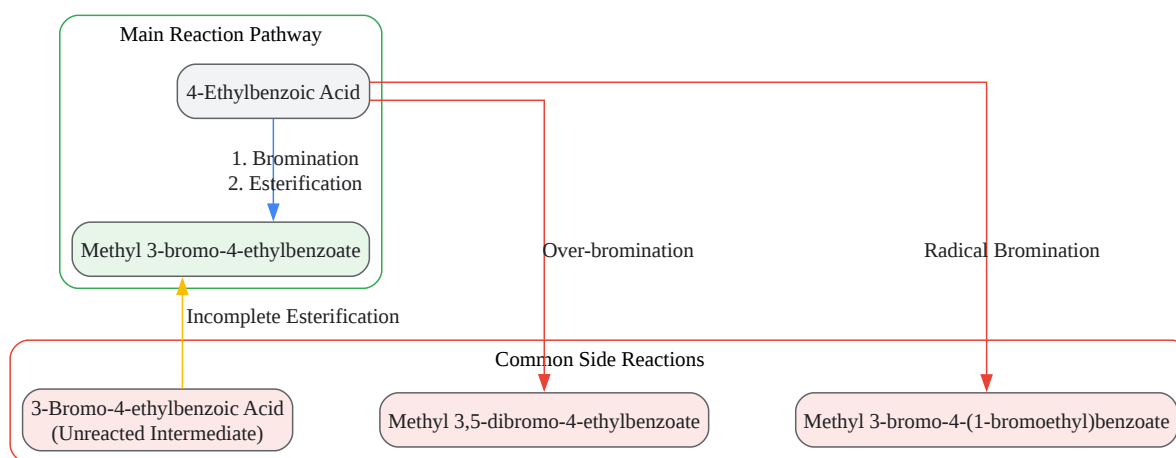 Main Reaction Pathway
4-Ethylbenzoic Acid
1. Bromination
2. Esterification
Methyl 3-bromo-4-ethylbenzoate
Over-bromination
Radical Bromination
Incomplete Esterification
Common Side Reactions
3-Bromo-4-ethylbenzoic Acid
(Unreacted Intermediate)
Methyl 3,5-dibromo-4-ethylbenzoate
Methyl 3-bromo-4-(1-bromoethyl)benzoate